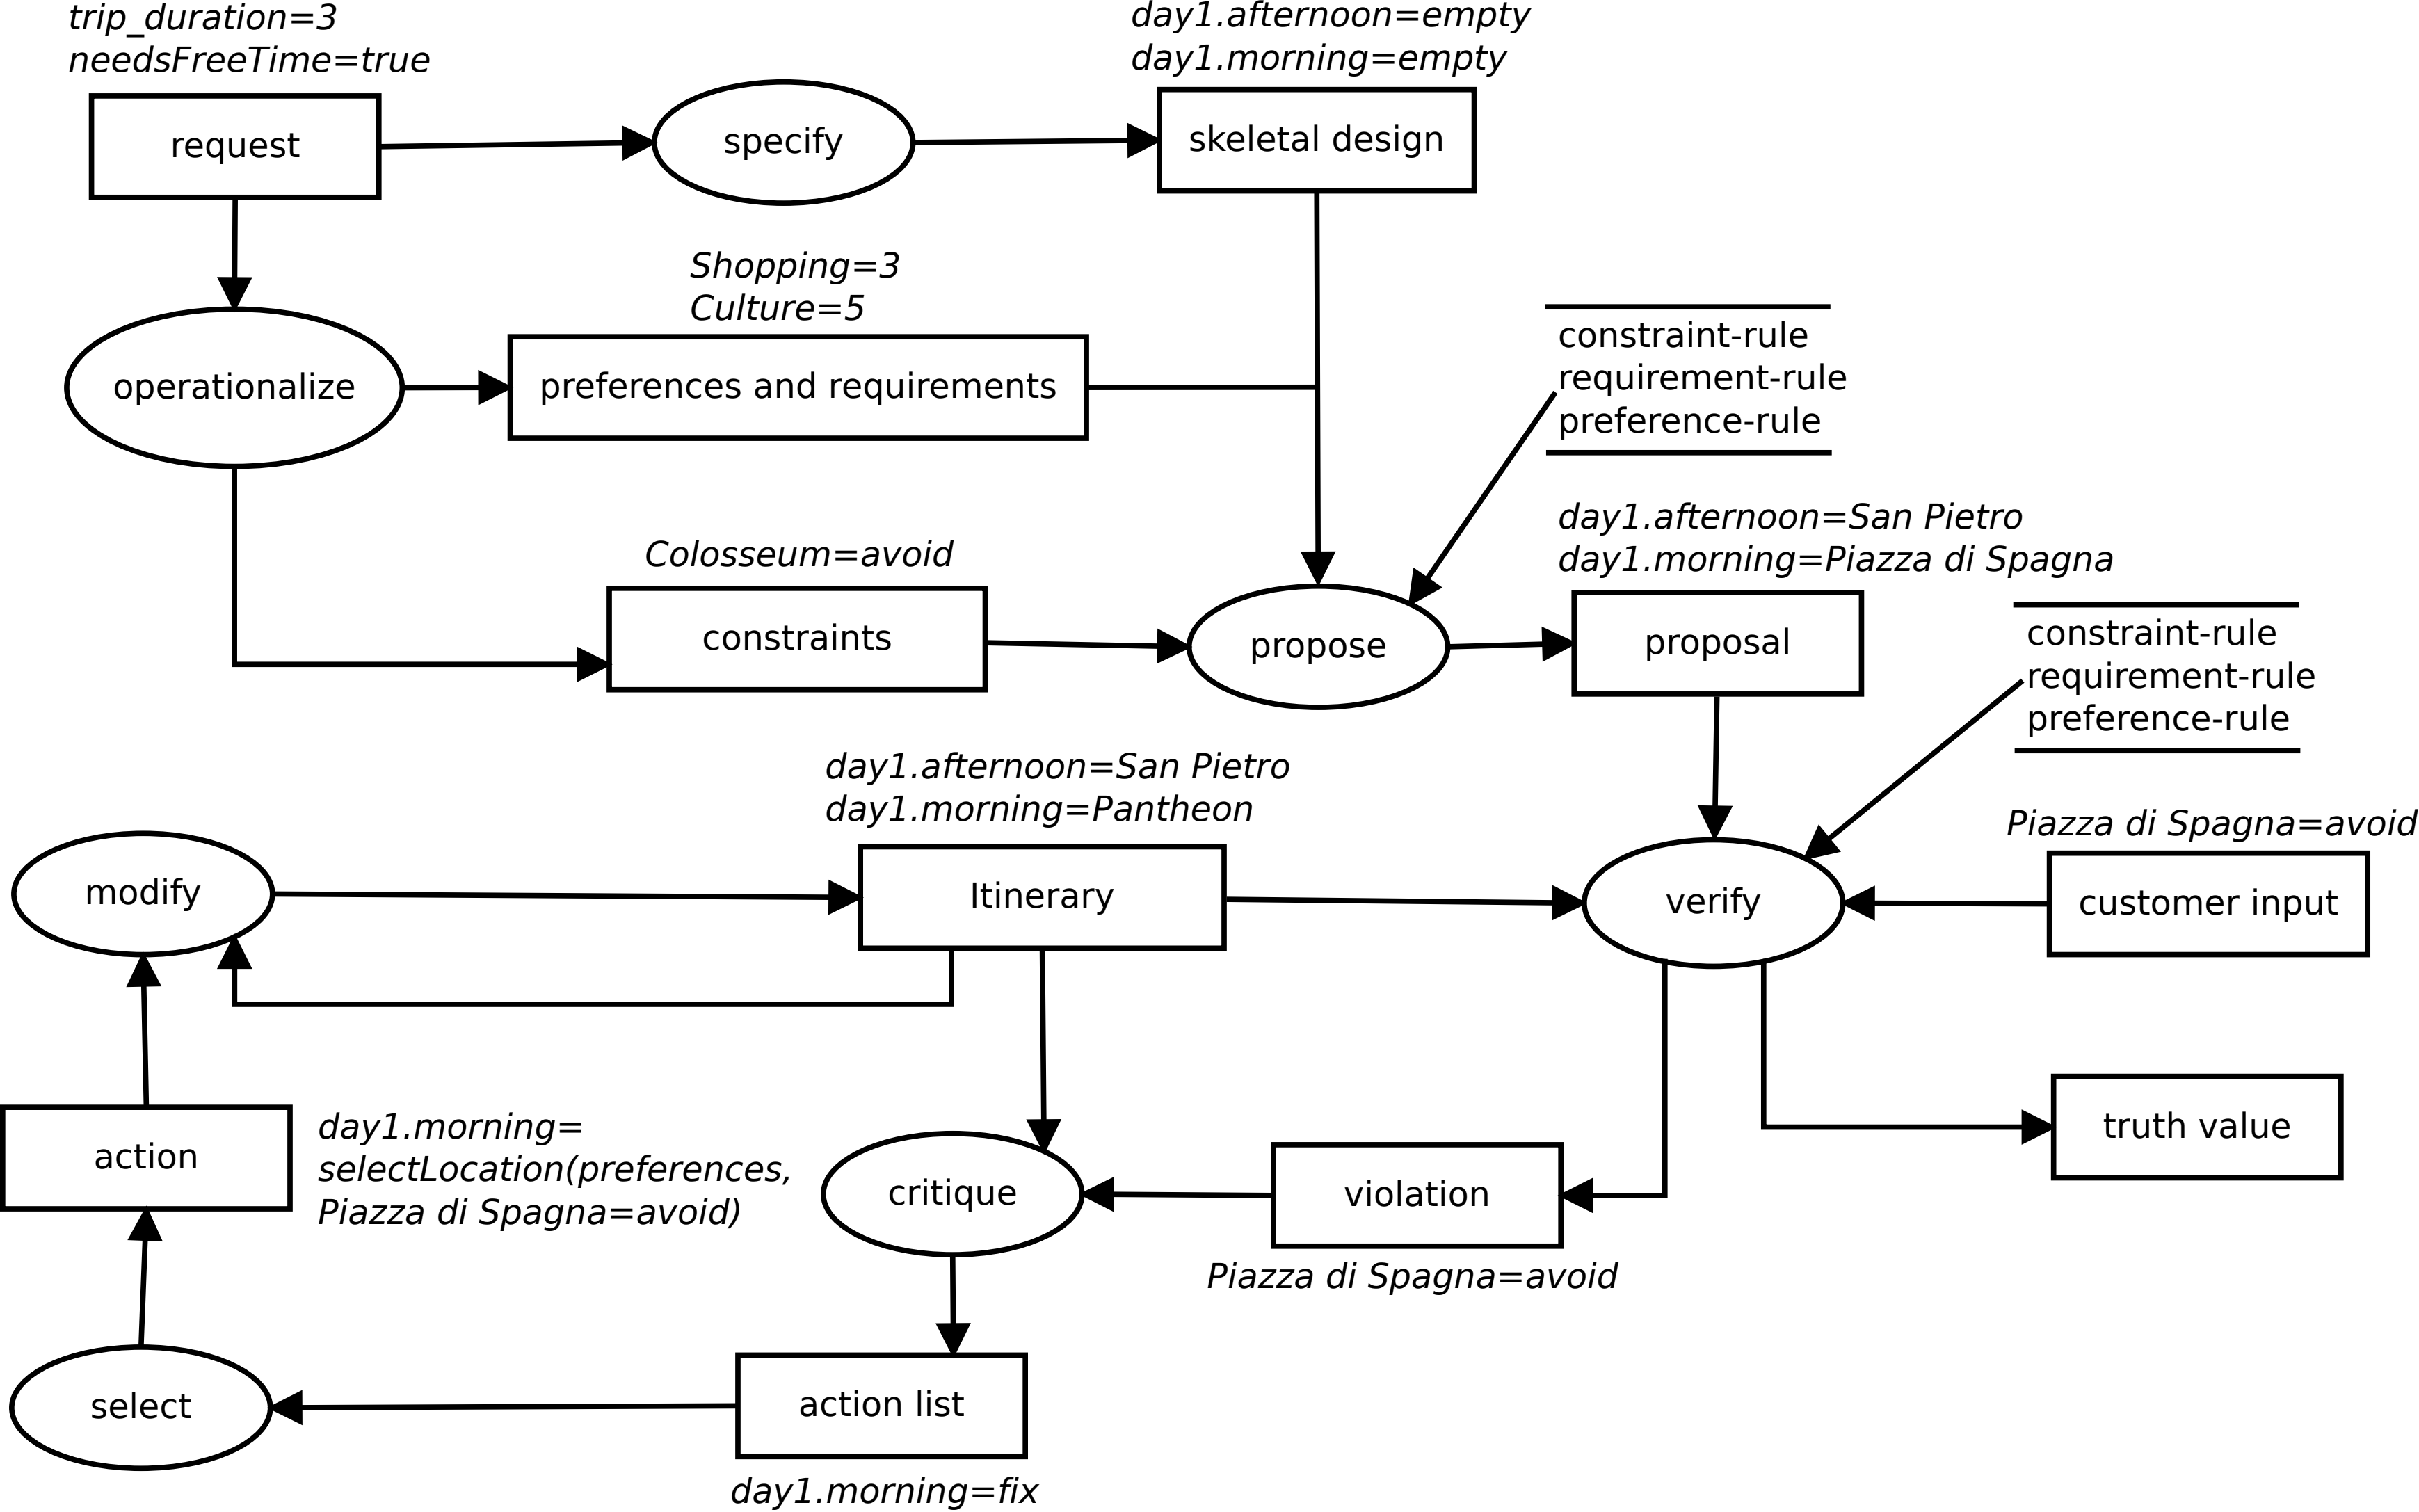 trip_duration=3
needsFreeTime=true
day1.afternoon=empty
day1.morning=empty
request
specify
skeletal design
Shopping=3
Culture=5
operationalize
preferences and requirements
constraint-rule
requirement-rule
preference-rule
Colosseum=avoid
constraints
propose
day1.afternoon=San Pietro
day1.morning=Piazza di Spagna
proposal
constraint-rule
requirement-rule
preference-rule
day1.afternoon=San Pietro
day1.morning=Pantheon
Piazza di Spagna=avoid
modify
Itinerary
verify
customer input
action
day1.morning=
selectLocation(preferences,
Piazza di Spagna=avoid)
critique
violation
truth value
Piazza di Spagna=avoid
select
action list
day1.morning=fix